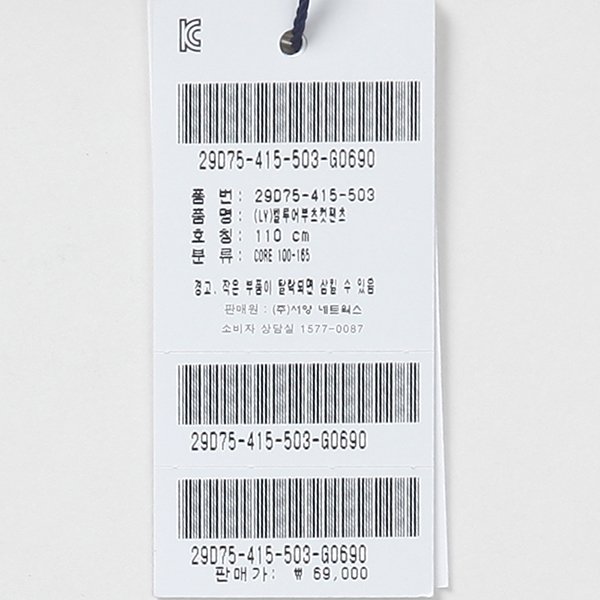 KC
29D75-415-503-G0690
품 번: 29D75-415-503
품 명: (LV)벨루어부츠컷팬츠
호 칭: 110 cm
분 류: CORE 100-165
경고. 작은 부품이 탈락되면 삼킬 수 있음
판매원 : (주)서양 네트웍스
소비자 상담실 1577-0087
29D75-415-503-G0690
29D75-415-503-G0690
판매가: ₩ 69,000